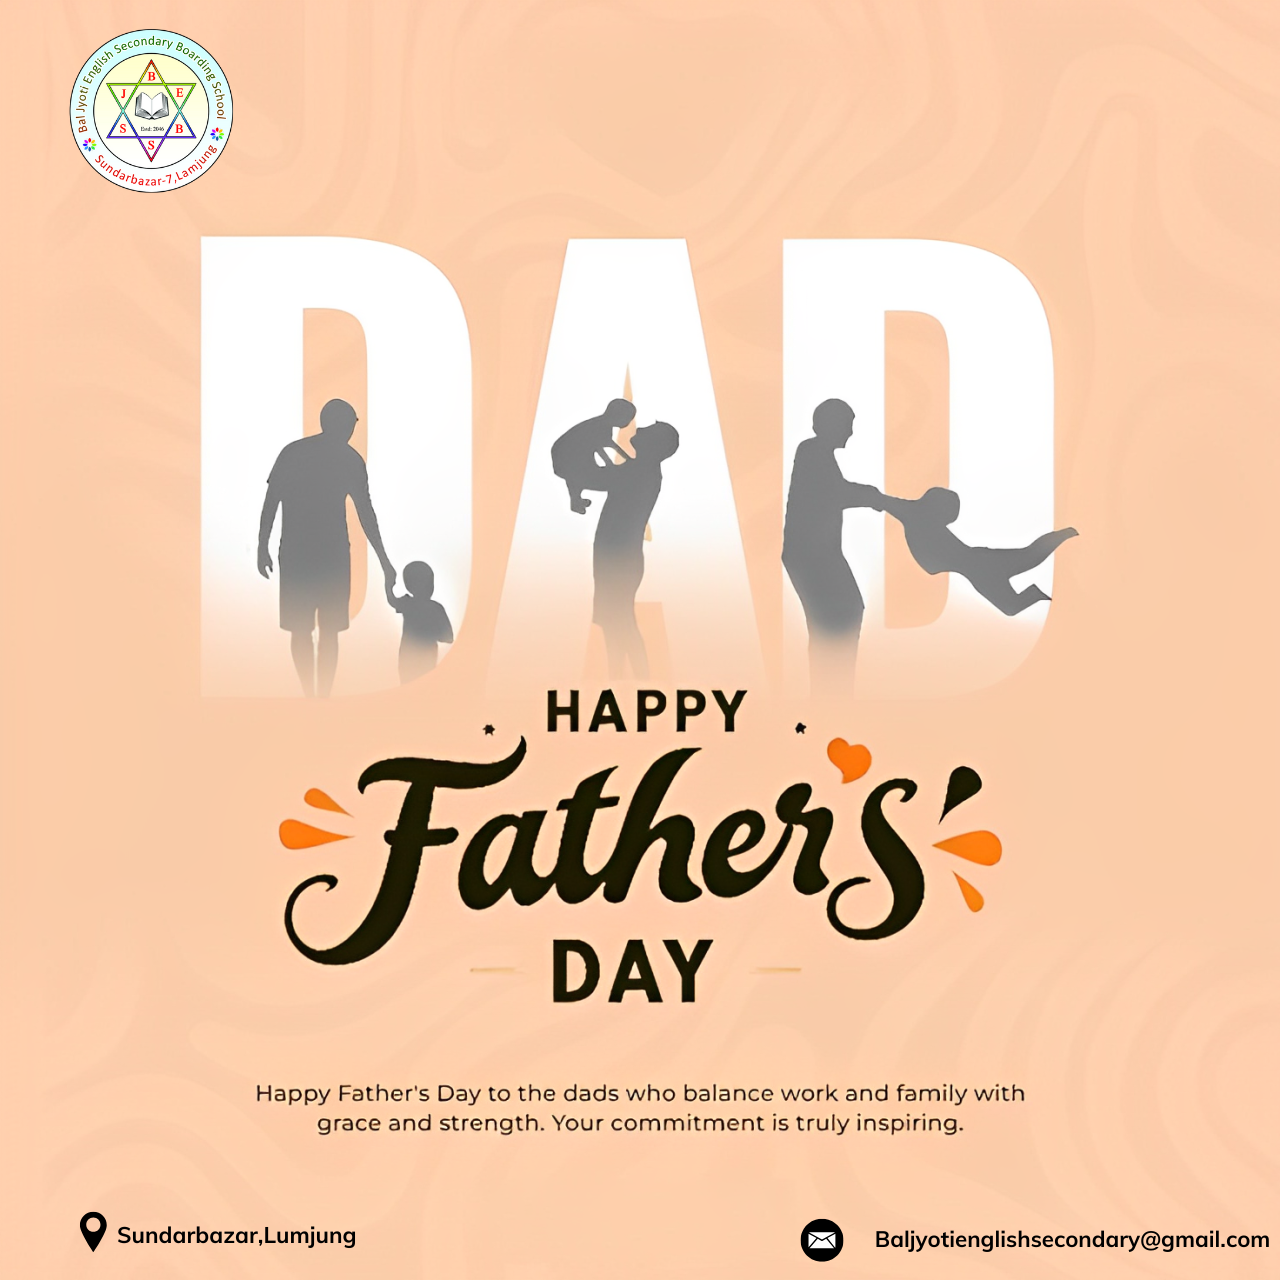 Bal Jyoti English Secondary Boarding School
B
J E
Estd: 2046
S B
S
Sundarbazar-7,Lamjung
DAD
HAPPY
Father's
DAY
Happy Father's Day to the dads who balance work and family with
grace and strength. Your commitment is truly inspiring.
Sundarbazar,Lumjung
Baljyotienglishsecondary@gmail.com